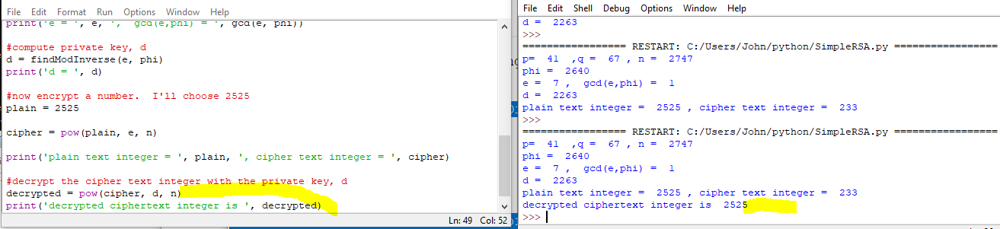 File Edit Format Run Options Window Help
print('e = ', e, ', gcd(e,phi) = ', gcd(e, phi))
#compute private key, d
d = findModInverse(e, phi)
print('d = ', d)
#now encrypt a number. I'll choose 2525
plain = 2525
cipher = pow(plain, e, n)
print('plain text integer = ', plain, ', cipher text integer = ', cipher)
#decrypt the cipher text integer with the private key, d
decrypted = pow(cipher, d, n)
print('decrypted ciphertext integer is ', decrypted)
Ln: 49 Col: 52
File Edit Shell Debug Options Window Help
d = 2263
>>>
================= RESTART: C:/Users/John/python/SimpleRSA.py =================
p= 41 ,q = 67 , n = 2747
phi = 2640
e = 7 , gcd(e,phi) = 1
d = 2263
plain text integer = 2525 , cipher text integer = 233
>>>
================= RESTART: C:/Users/John/python/SimpleRSA.py =================
p= 41 ,q = 67 , n = 2747
phi = 2640
e = 7 , gcd(e,phi) = 1
d = 2263
plain text integer = 2525 , cipher text integer = 233
decrypted ciphertext integer is 2525
>>>